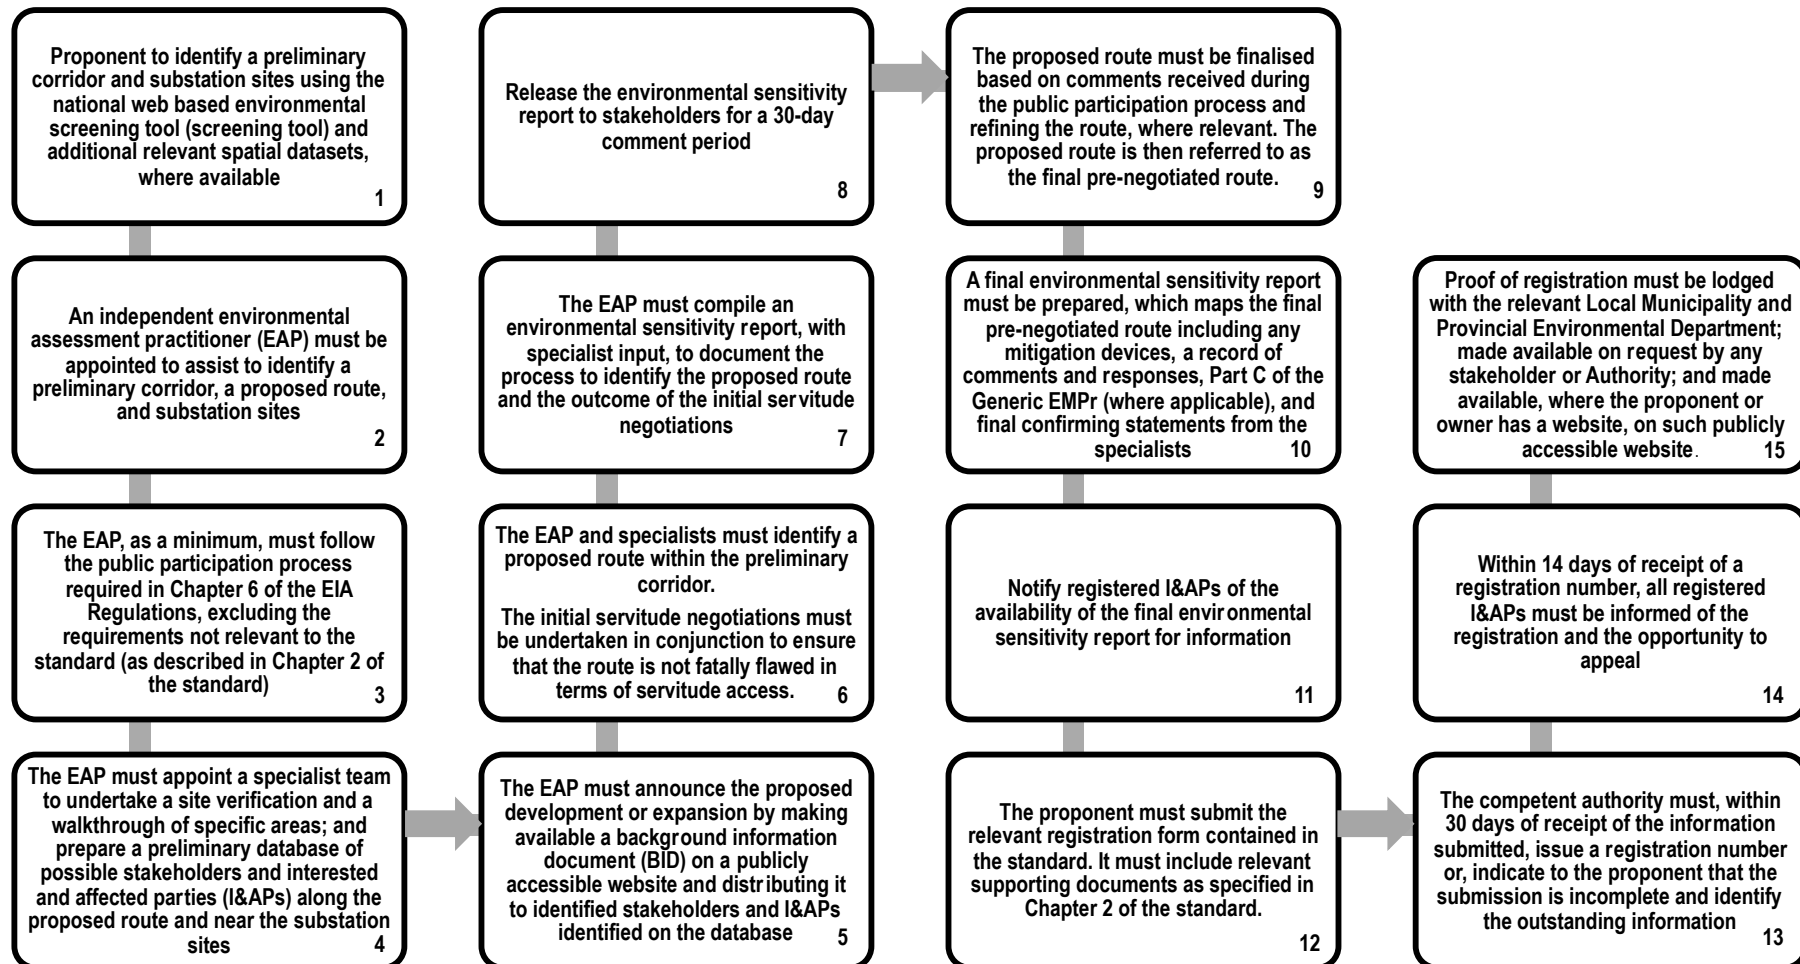 Proponent to identify a preliminary
corridor and substation sites using the
national web based environmental
screening tool (screening tool) and
additional relevant spatial datasets,
where available
1
An independent environmental
assessment practitioner (EAP) must be
appointed to assist to identify a
preliminary corridor, a proposed route,
and substation sites
2
The EAP, as a minimum, must follow
the public participation process
required in Chapter 6 of the EIA
Regulations, excluding the
requirements not relevant to the
standard (as described in Chapter 2 of
the standard)
3
The EAP must appoint a specialist team
to undertake a site verification and a
walkthrough of specific areas; and
prepare a preliminary database of
possible stakeholders and interested
and affected parties (I&APs) along the
proposed route and near the substation
sites
4
The EAP must announce the proposed
development or expansion by making
available a background information
document (BID) on a publicly
accessible website and distributing it
to identified stakeholders and I&APs
identified on the database
5
The EAP and specialists must identify a
proposed route within the preliminary
corridor.
The initial servitude negotiations must
be undertaken in conjunction to ensure
that the route is not fatally flawed in
terms of servitude access.
6
The EAP must compile an
environmental sensitivity report, with
specialist input, to document the
process to identify the proposed route
and the outcome of the initial servitude
negotiations
7
Release the environmental sensitivity
report to stakeholders for a 30-day
comment period
8
The proposed route must be finalised
based on comments received during
the public participation process and
refining the route, where relevant. The
proposed route is then referred to as
the final pre-negotiated route.
9
A final environmental sensitivity report
must be prepared, which maps the final
pre-negotiated route including any
mitigation devices, a record of
comments and responses, Part C of the
Generic EMPr (where applicable), and
final confirming statements from the
specialists
10
Notify registered I&APs of the
availability of the final environmental
sensitivity report for information
11
The proponent must submit the
relevant registration form contained in
the standard. It must include relevant
supporting documents as specified in
Chapter 2 of the standard.
12
The competent authority must, within
30 days of receipt of the information
submitted, issue a registration number
or, indicate to the proponent that the
submission is incomplete and identify
the outstanding information
13
Within 14 days of receipt of a
registration number, all registered
I&APs must be informed of the
registration and the opportunity to
appeal
14
Proof of registration must be lodged
with the relevant Local Municipality and
Provincial Environmental Department;
made available on request by any
stakeholder or Authority; and made
available, where the proponent or
owner has a website, on such publicly
accessible website.
15